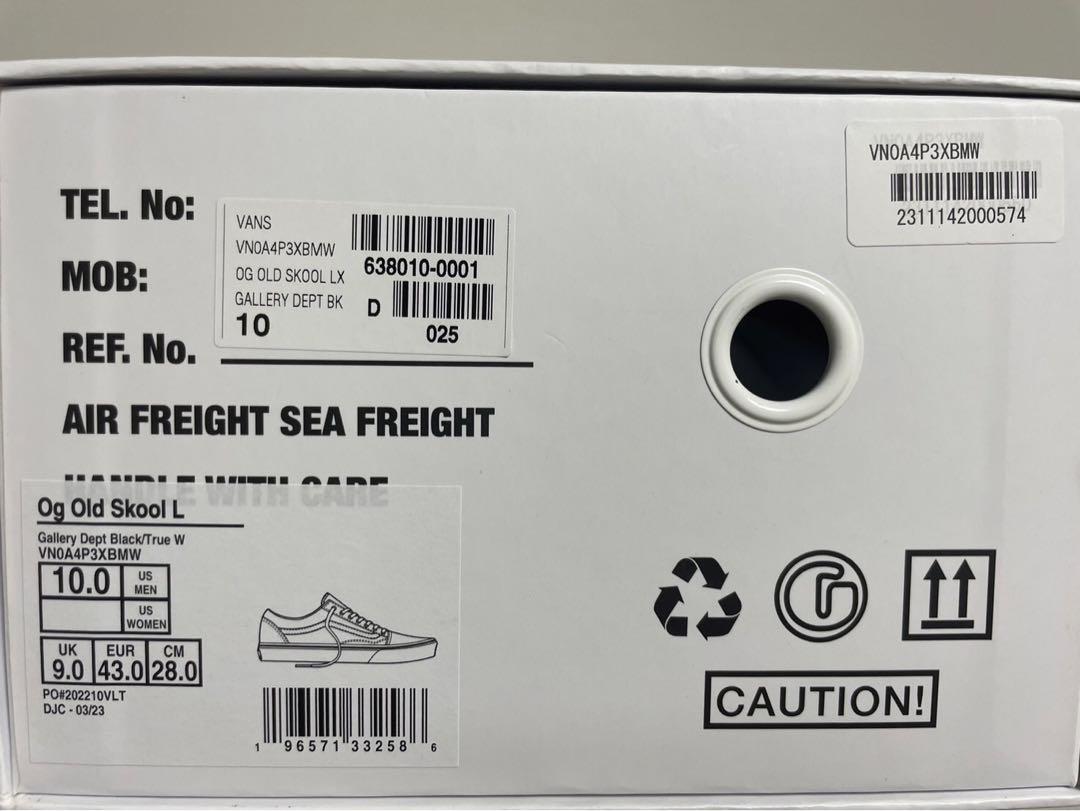 TEL. No:
MOB:
REF. No.
AIR FREIGHT SEA FREIGHT
HANDLE WITH CARE
VANS
VN0A4P3XBMW
OG OLD SKOOL LX
GALLERY DEPT BK
10
638010-0001
D
025
VN0A4P3XBMW
2311142000574
Og Old Skool L
Gallery Dept Black/True W
VN0A4P3XBMW
10.0 US MEN
US WOMEN
UK EUR CM
9.0 43.0 28.0
PO#202210VLT
DJC - 03/23
1 96571 33258 6
CAUTION!